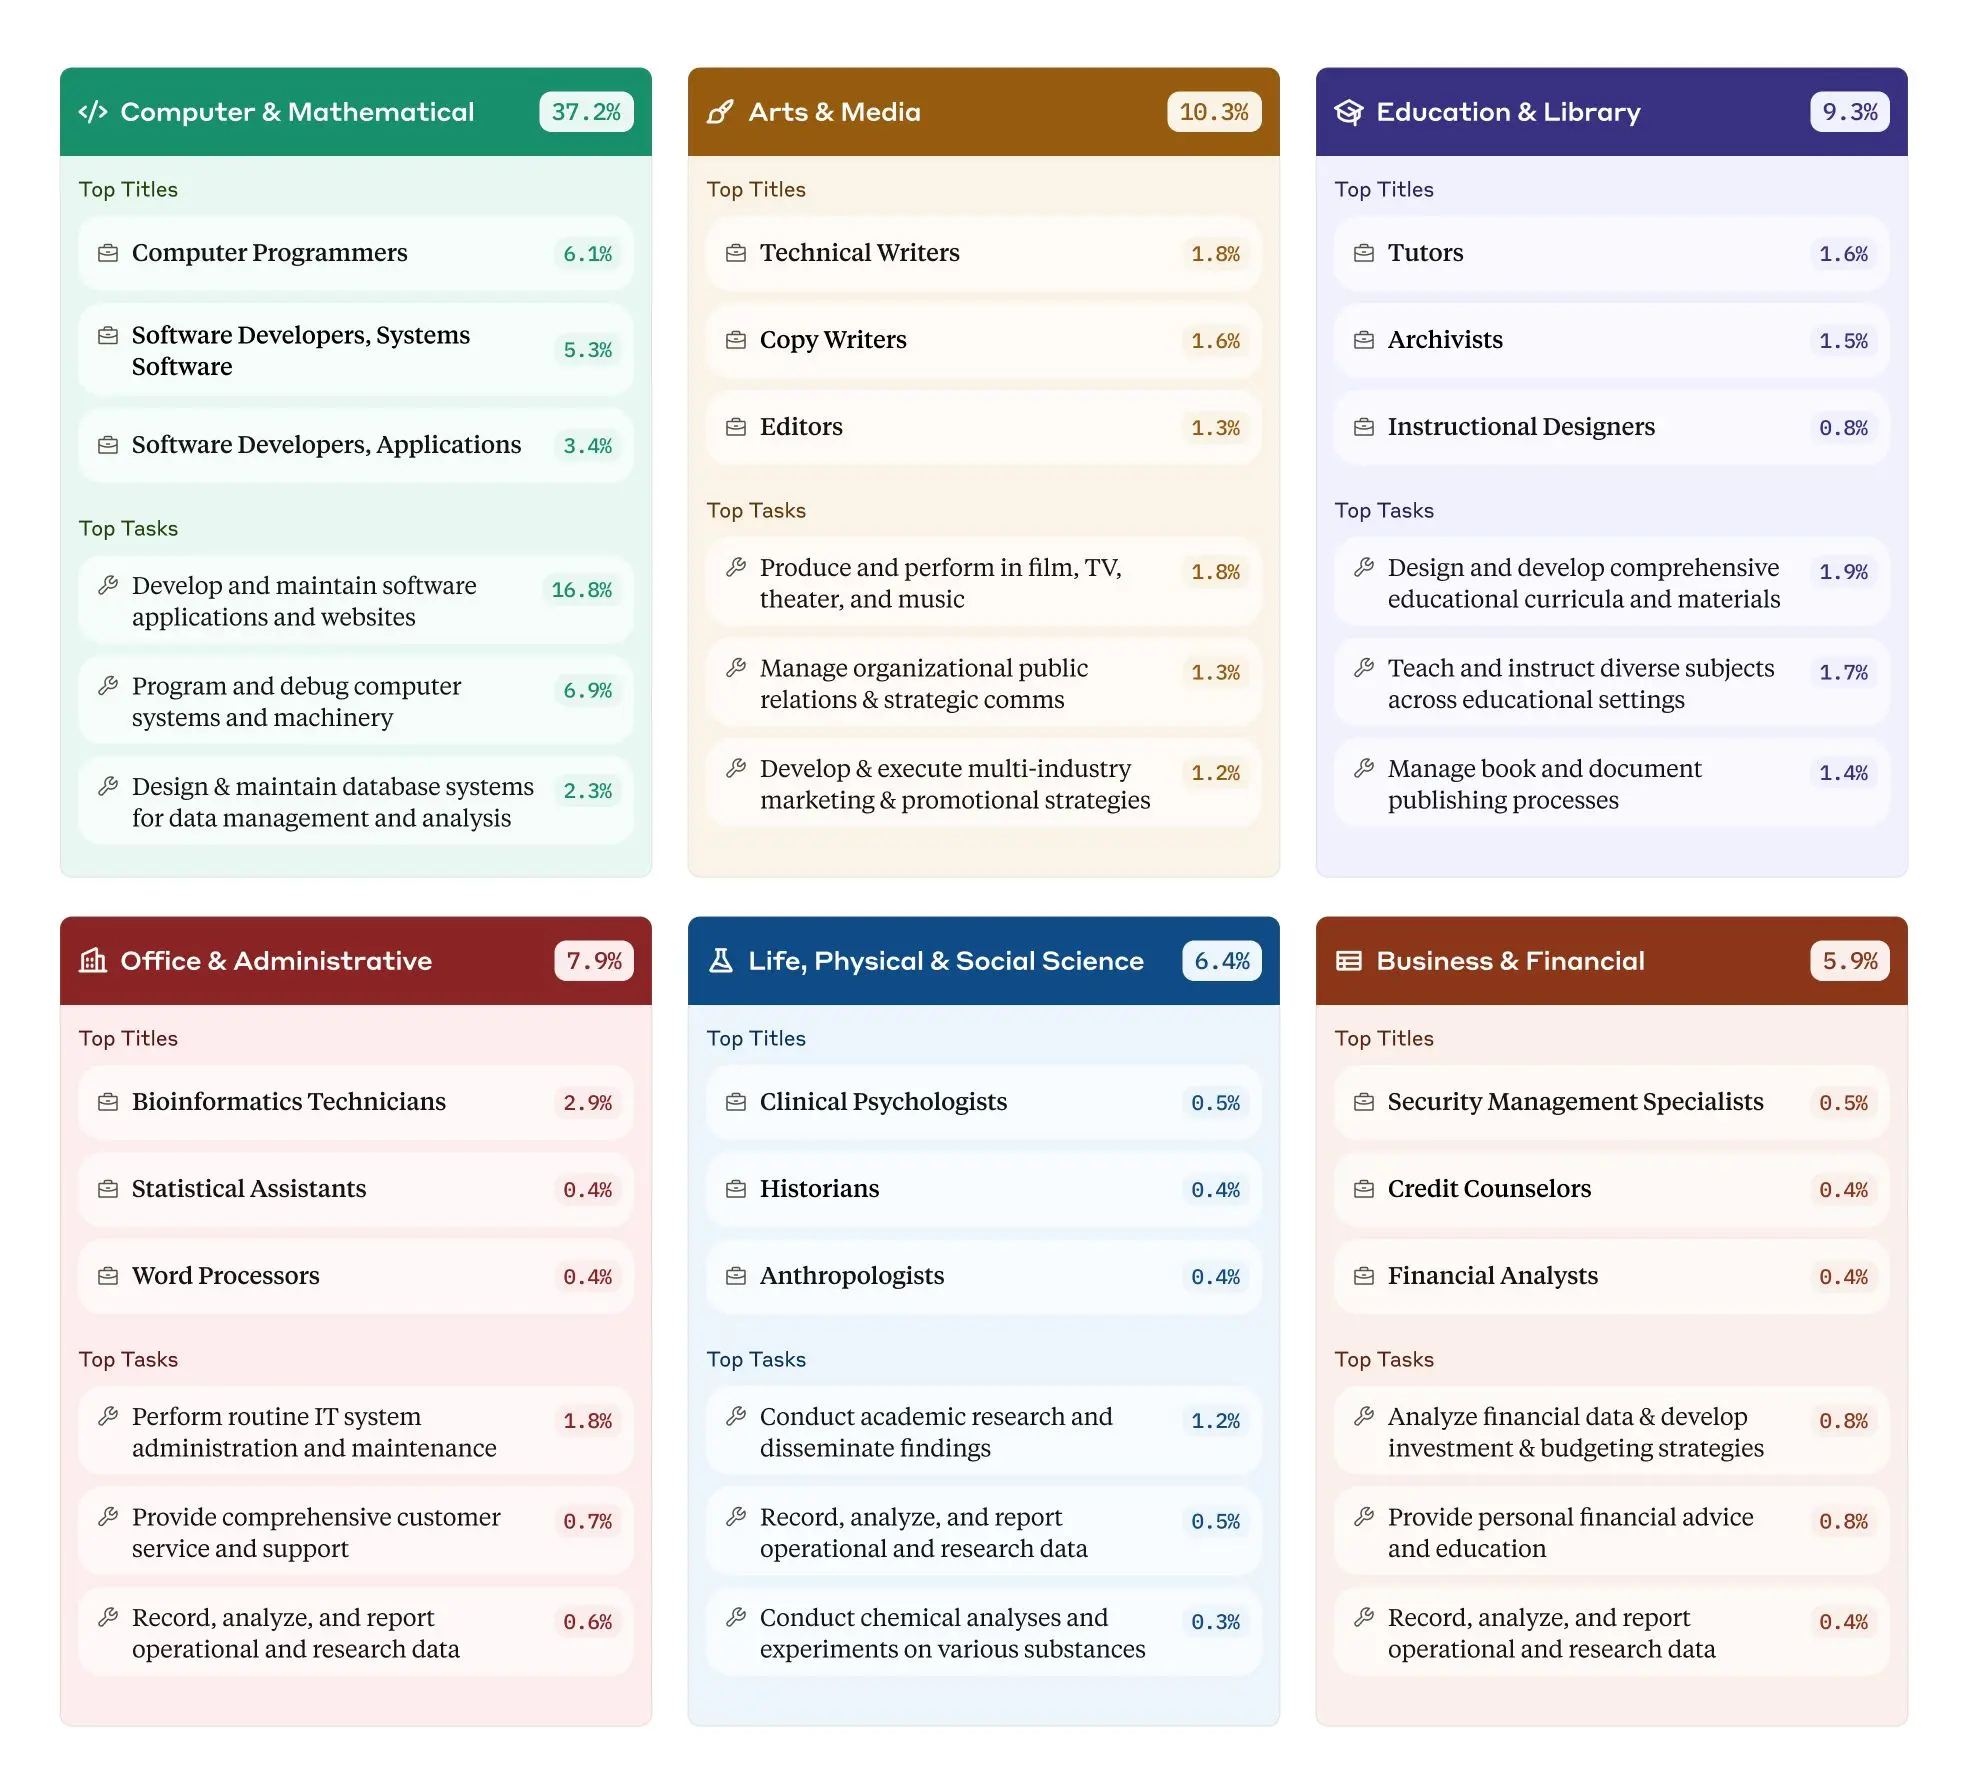 Computer & Mathematical 37.2%
Top Titles
Computer Programmers 6.1%
Software Developers, Systems
Software 5.3%
Software Developers, Applications 3.4%
Top Tasks
Develop and maintain software 16.8%
applications and websites
Program and debug computer 6.9%
systems and machinery
Design & maintain database systems 2.3%
for data management and analysis
Arts & Media 10.3%
Top Titles
Technical Writers 1.8%
Copy Writers 1.6%
Editors 1.3%
Top Tasks
Produce and perform in film, TV, 1.8%
theater, and music
Manage organizational public 1.3%
relations & strategic comms
Develop & execute multi-industry 1.2%
marketing & promotional strategies
Education & Library 9.3%
Top Titles
Tutors 1.6%
Archivists 1.5%
Instructional Designers 0.8%
Top Tasks
Design and develop comprehensive 1.9%
educational curricula and materials
Teach and instruct diverse subjects 1.7%
across educational settings
Manage book and document 1.4%
publishing processes
Office & Administrative 7.9%
Top Titles
Bioinformatics Technicians 2.9%
Statistical Assistants 0.4%
Word Processors 0.4%
Top Tasks
Perform routine IT system 1.8%
administration and maintenance
Provide comprehensive customer 0.7%
service and support
Record, analyze, and report 0.6%
operational and research data
Life, Physical & Social Science 6.4%
Top Titles
Clinical Psychologists 0.5%
Historians 0.4%
Anthropologists 0.4%
Top Tasks
Conduct academic research and 1.2%
disseminate findings
Record, analyze, and report 0.5%
operational and research data
Conduct chemical analyses and 0.3%
experiments on various substances
Business & Financial 5.9%
Top Titles
Security Management Specialists 0.5%
Credit Counselors 0.4%
Financial Analysts 0.4%
Top Tasks
Analyze financial data & develop 0.8%
investment & budgeting strategies
Provide personal financial advice 0.8%
and education
Record, analyze, and report 0.4%
operational and research data